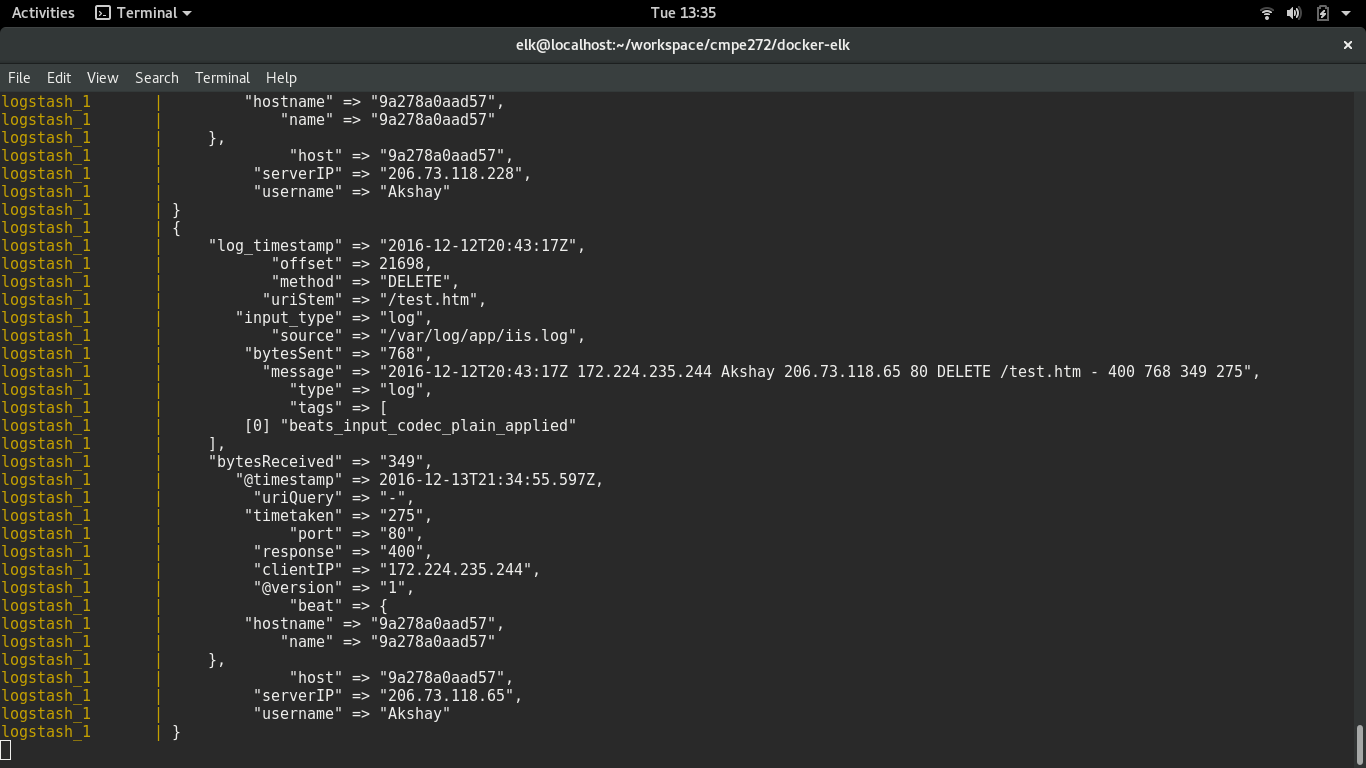 Activities Terminal Tue 13:35
elk@localhost:~/workspace/cmpe272/docker-elk ×
File Edit View Search Terminal Help
logstash_1 | "hostname" => "9a278a0aad57",
logstash_1 | "name" => "9a278a0aad57"
logstash_1 | },
logstash_1 | "host" => "9a278a0aad57",
logstash_1 | "serverIP" => "206.73.118.228",
logstash_1 | "username" => "Akshay"
logstash_1 | }
logstash_1 | {
logstash_1 | "log_timestamp" => "2016-12-12T20:43:17Z",
logstash_1 | "offset" => 21698,
logstash_1 | "method" => "DELETE",
logstash_1 | "uriStem" => "/test.htm",
logstash_1 | "input_type" => "log",
logstash_1 | "source" => "/var/log/app/iis.log",
logstash_1 | "bytesSent" => "768",
logstash_1 | "message" => "2016-12-12T20:43:17Z 172.224.235.244 Akshay 206.73.118.65 80 DELETE /test.htm - 400 768 349 275",
logstash_1 | "type" => "log",
logstash_1 | "tags" => [
logstash_1 | [0] "beats_input_codec_plain_applied"
logstash_1 | ],
logstash_1 | "bytesReceived" => "349",
logstash_1 | "@timestamp" => 2016-12-13T21:34:55.597Z,
logstash_1 | "uriQuery" => "-",
logstash_1 | "timetaken" => "275",
logstash_1 | "port" => "80",
logstash_1 | "response" => "400",
logstash_1 | "clientIP" => "172.224.235.244",
logstash_1 | "@version" => "1",
logstash_1 | "beat" => {
logstash_1 | "hostname" => "9a278a0aad57",
logstash_1 | "name" => "9a278a0aad57"
logstash_1 | },
logstash_1 | "host" => "9a278a0aad57",
logstash_1 | "serverIP" => "206.73.118.65",
logstash_1 | "username" => "Akshay"
logstash_1 | }